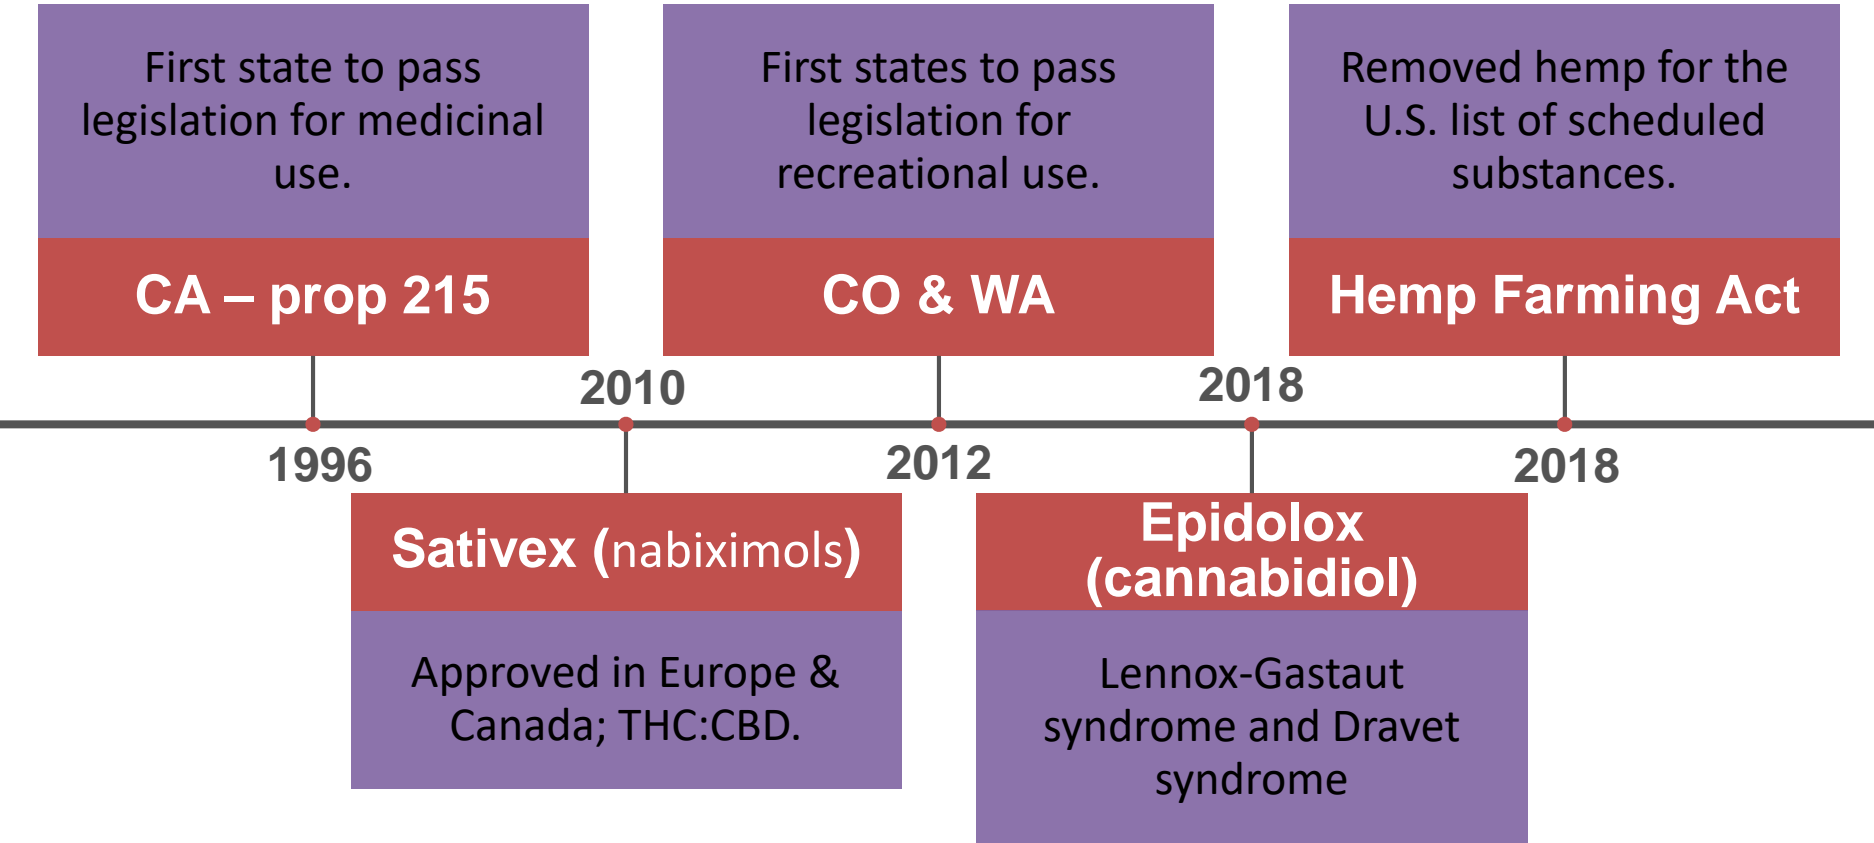 First state to pass
legislation for medicinal
use.
CA – prop 215
1996
2010
Sativex (nabiximols)
Approved in Europe &
Canada; THC:CBD.
First states to pass
legislation for
recreational use.
CO & WA
2012
2018
Epidolox
(cannabidiol)
Lennox-Gastaut
syndrome and Dravet
syndrome
Removed hemp for the
U.S. list of scheduled
substances.
Hemp Farming Act
2018